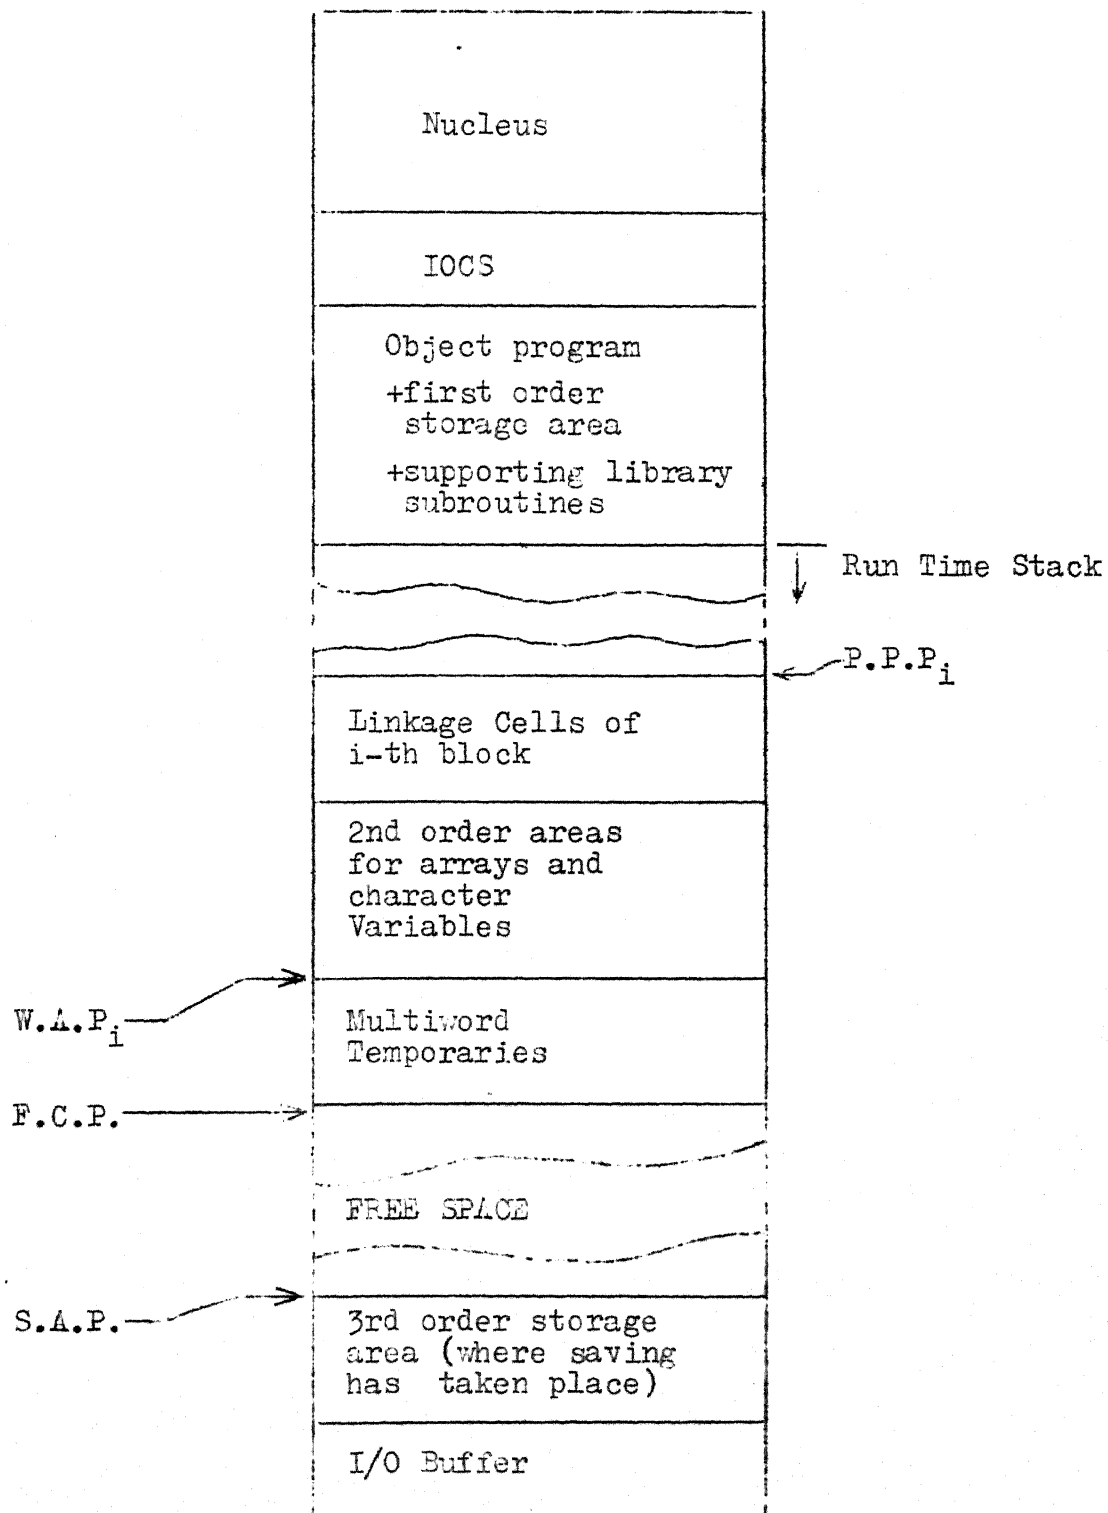 Nucleus
IOCS
Object program
+first order
storage area
+supporting library
subroutines
Run Time Stack
P.P.Pi
Linkage Cells of
i-th block
2nd order areas
for arrays and
character
Variables
W.A.Pi
Multiword
Temporaries
F.C.P.
FREE SPACE
S.A.P.
3rd order storage
area (where saving
has taken place)
I/O Buffer